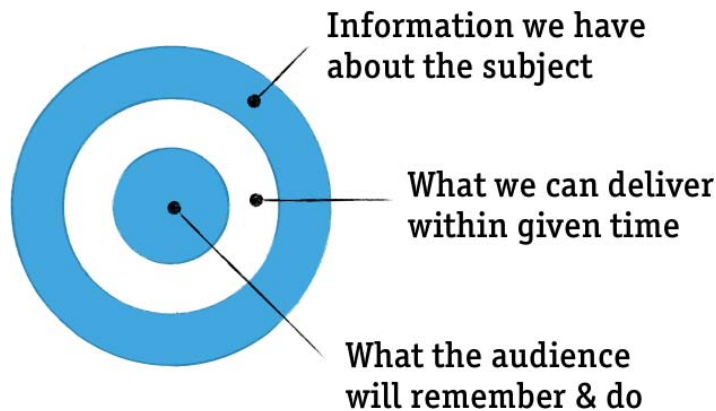 Information we have
about the subject
What we can deliver
within given time
What the audience
will remember & do